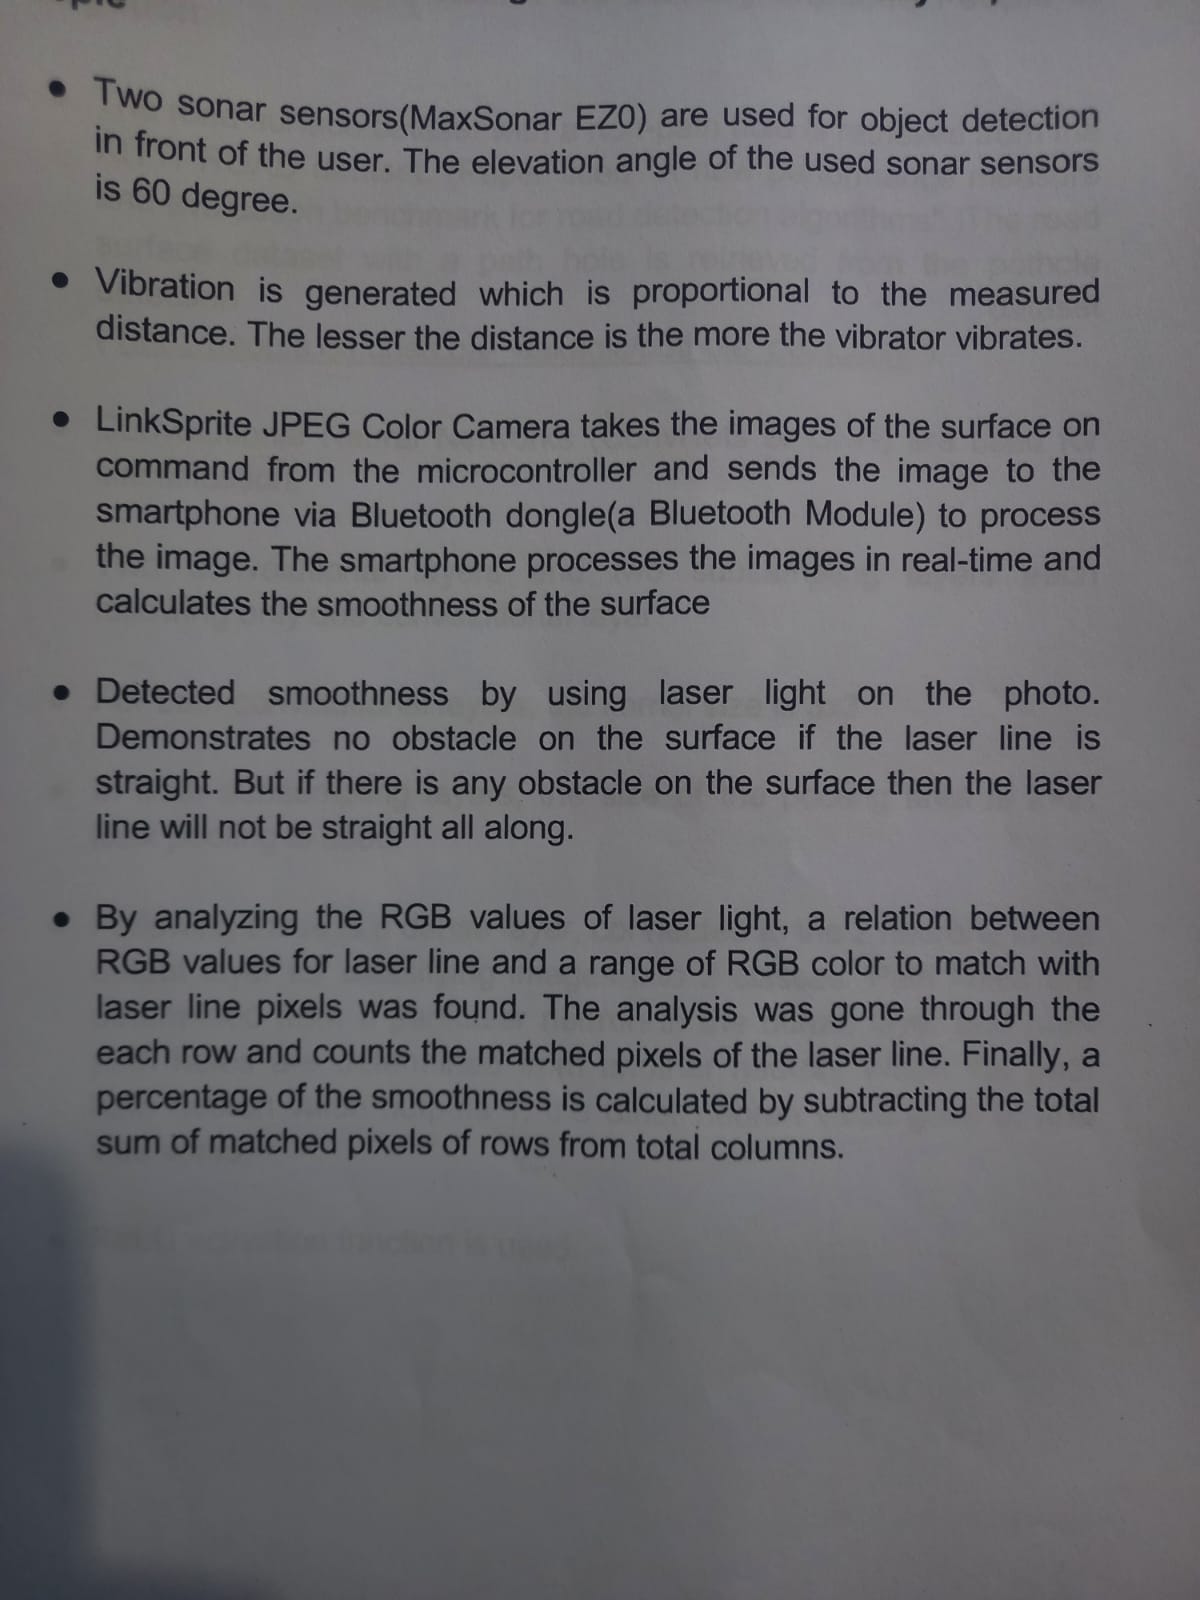 • Two sonar sensors(MaxSonar EZ0) are used for object detection
in front of the user. The elevation angle of the used sonar sensors
is 60 degree.
• Vibration is generated which is proportional to the measured
distance. The lesser the distance is the more the vibrator vibrates.
• LinkSprite JPEG Color Camera takes the images of the surface on
command from the microcontroller and sends the image to the
smartphone via Bluetooth dongle(a Bluetooth Module) to process
the image. The smartphone processes the images in real-time and
calculates the smoothness of the surface
• Detected smoothness by using laser light on the photo.
Demonstrates no obstacle on the surface if the laser line is
straight. But if there is any obstacle on the surface then the laser
line will not be straight all along.
• By analyzing the RGB values of laser light, a relation between
RGB values for laser line and a range of RGB color to match with
laser line pixels was found. The analysis was gone through the
each row and counts the matched pixels of the laser line. Finally, a
percentage of the smoothness is calculated by subtracting the total
sum of matched pixels of rows from total columns.